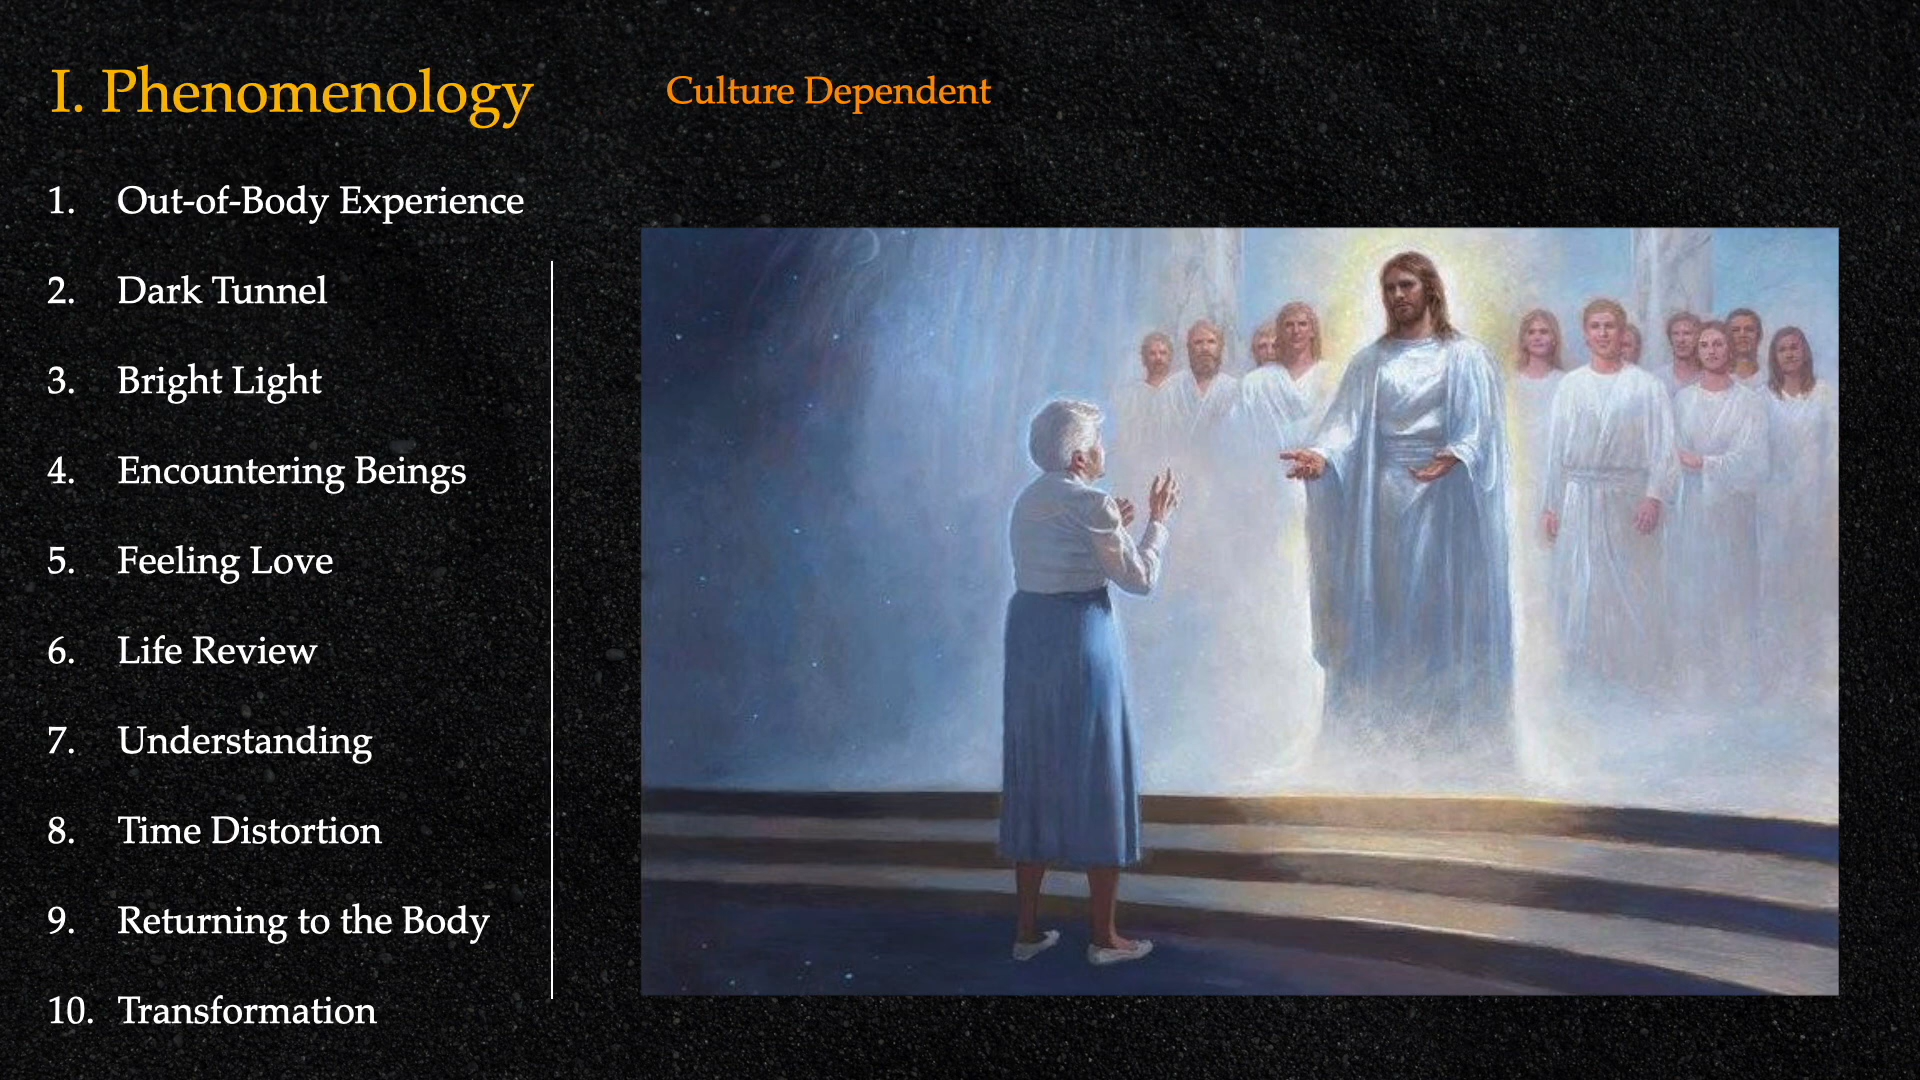 I. Phenomenology
Culture Dependent
1. Out-of-Body Experience
2. Dark Tunnel
3. Bright Light
4. Encountering Beings
5. Feeling Love
6. Life Review
7. Understanding
8. Time Distortion
9. Returning to the Body
10. Transformation